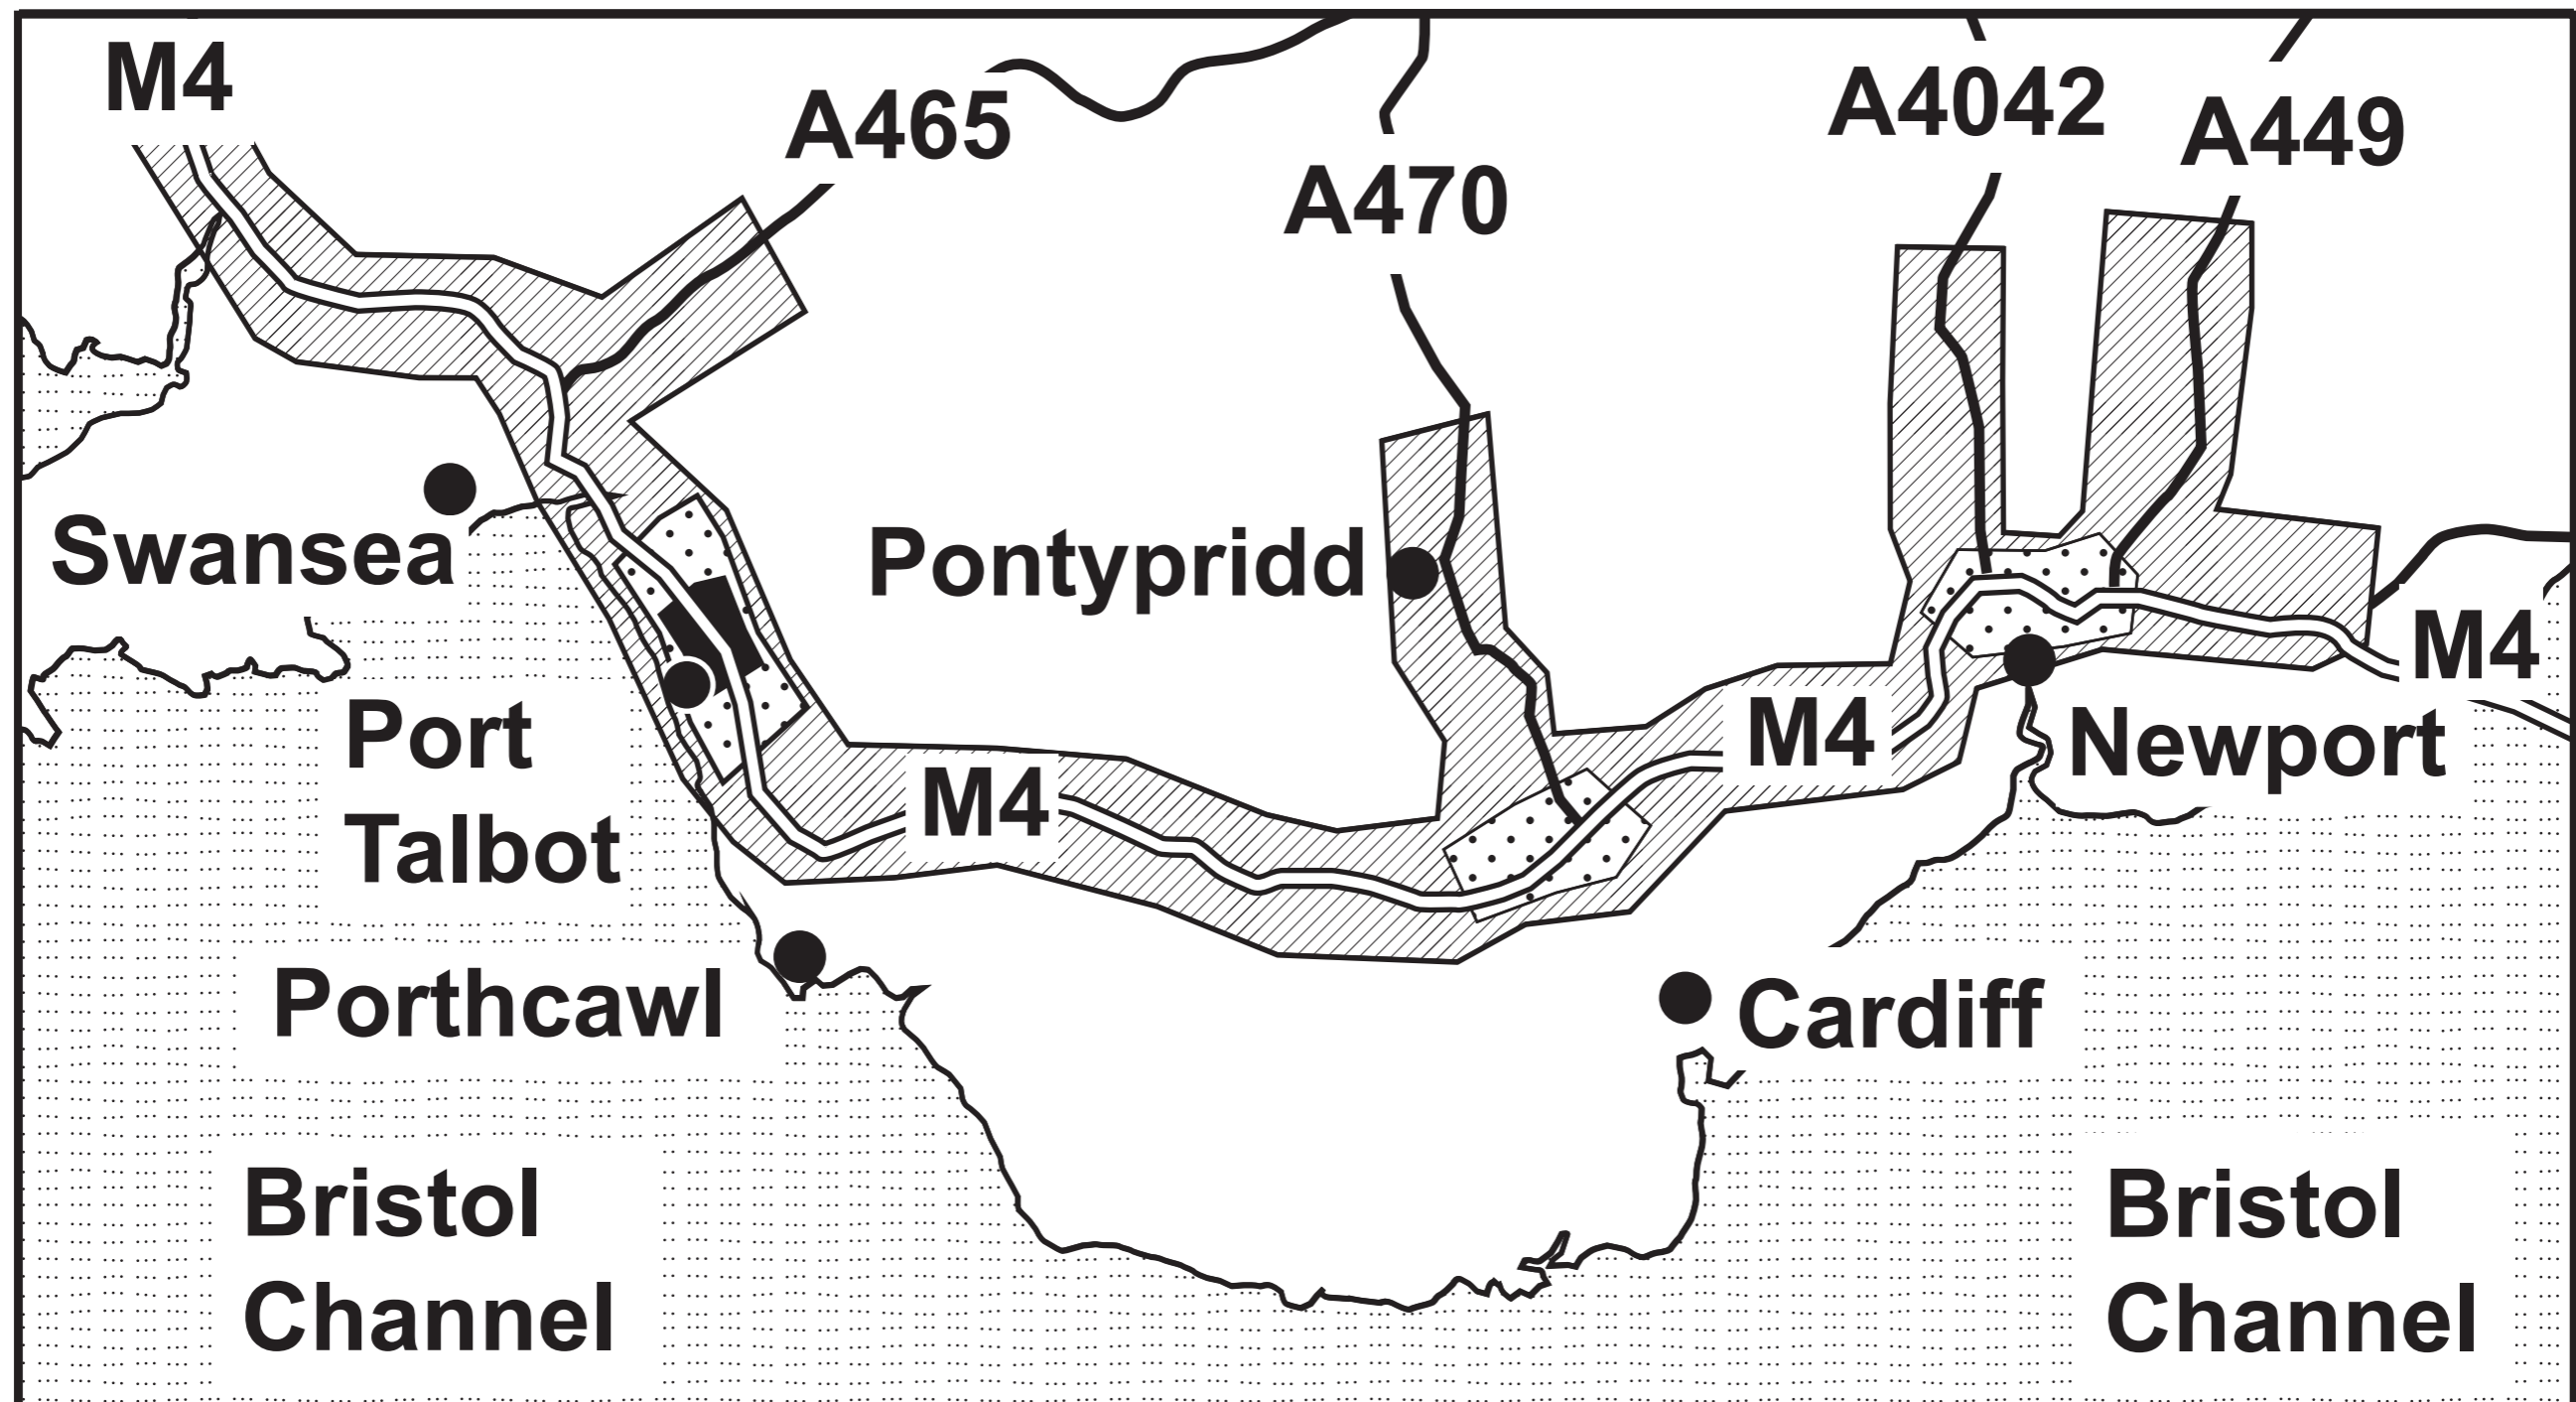 M4
A465
A470
A4042
A449
Swansea
Pontypridd
M4
Port
Talbot
M4
M4
Newport
Porthcawl
Cardiff
Bristol
Channel
Bristol
Channel